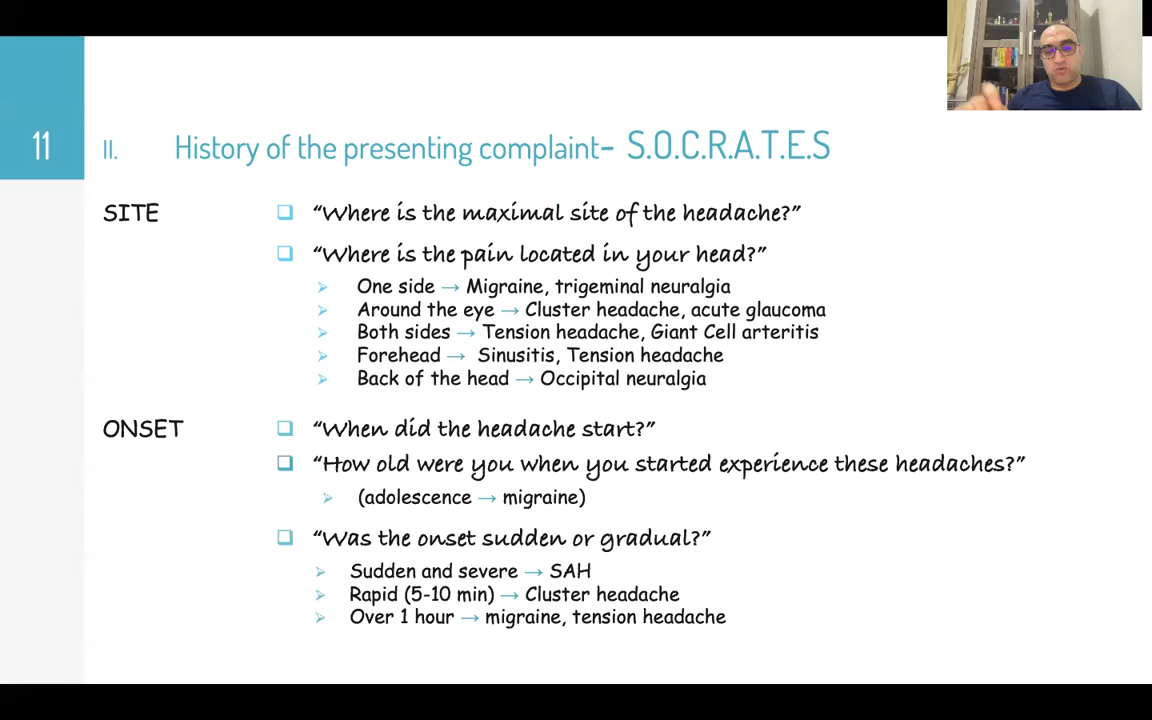 11
II. History of the presenting complaint- S.O.C.R.A.T.E.S
SITE
“Where is the maximal site of the headache?”
“Where is the pain located in your head?”
One side → Migraine, trigeminal neuralgia
Around the eye → Cluster headache, acute glaucoma
Both sides → Tension headache, Giant Cell arteritis
Forehead → Sinusitis, Tension headache
Back of the head → Occipital neuralgia
ONSET
“When did the headache start?”
“How old were you when you started experience these headaches?”
(adolescence → migraine)
“Was the onset sudden or gradual?”
Sudden and severe → SAH
Rapid (5-10 min) → Cluster headache
Over 1 hour → migraine, tension headache